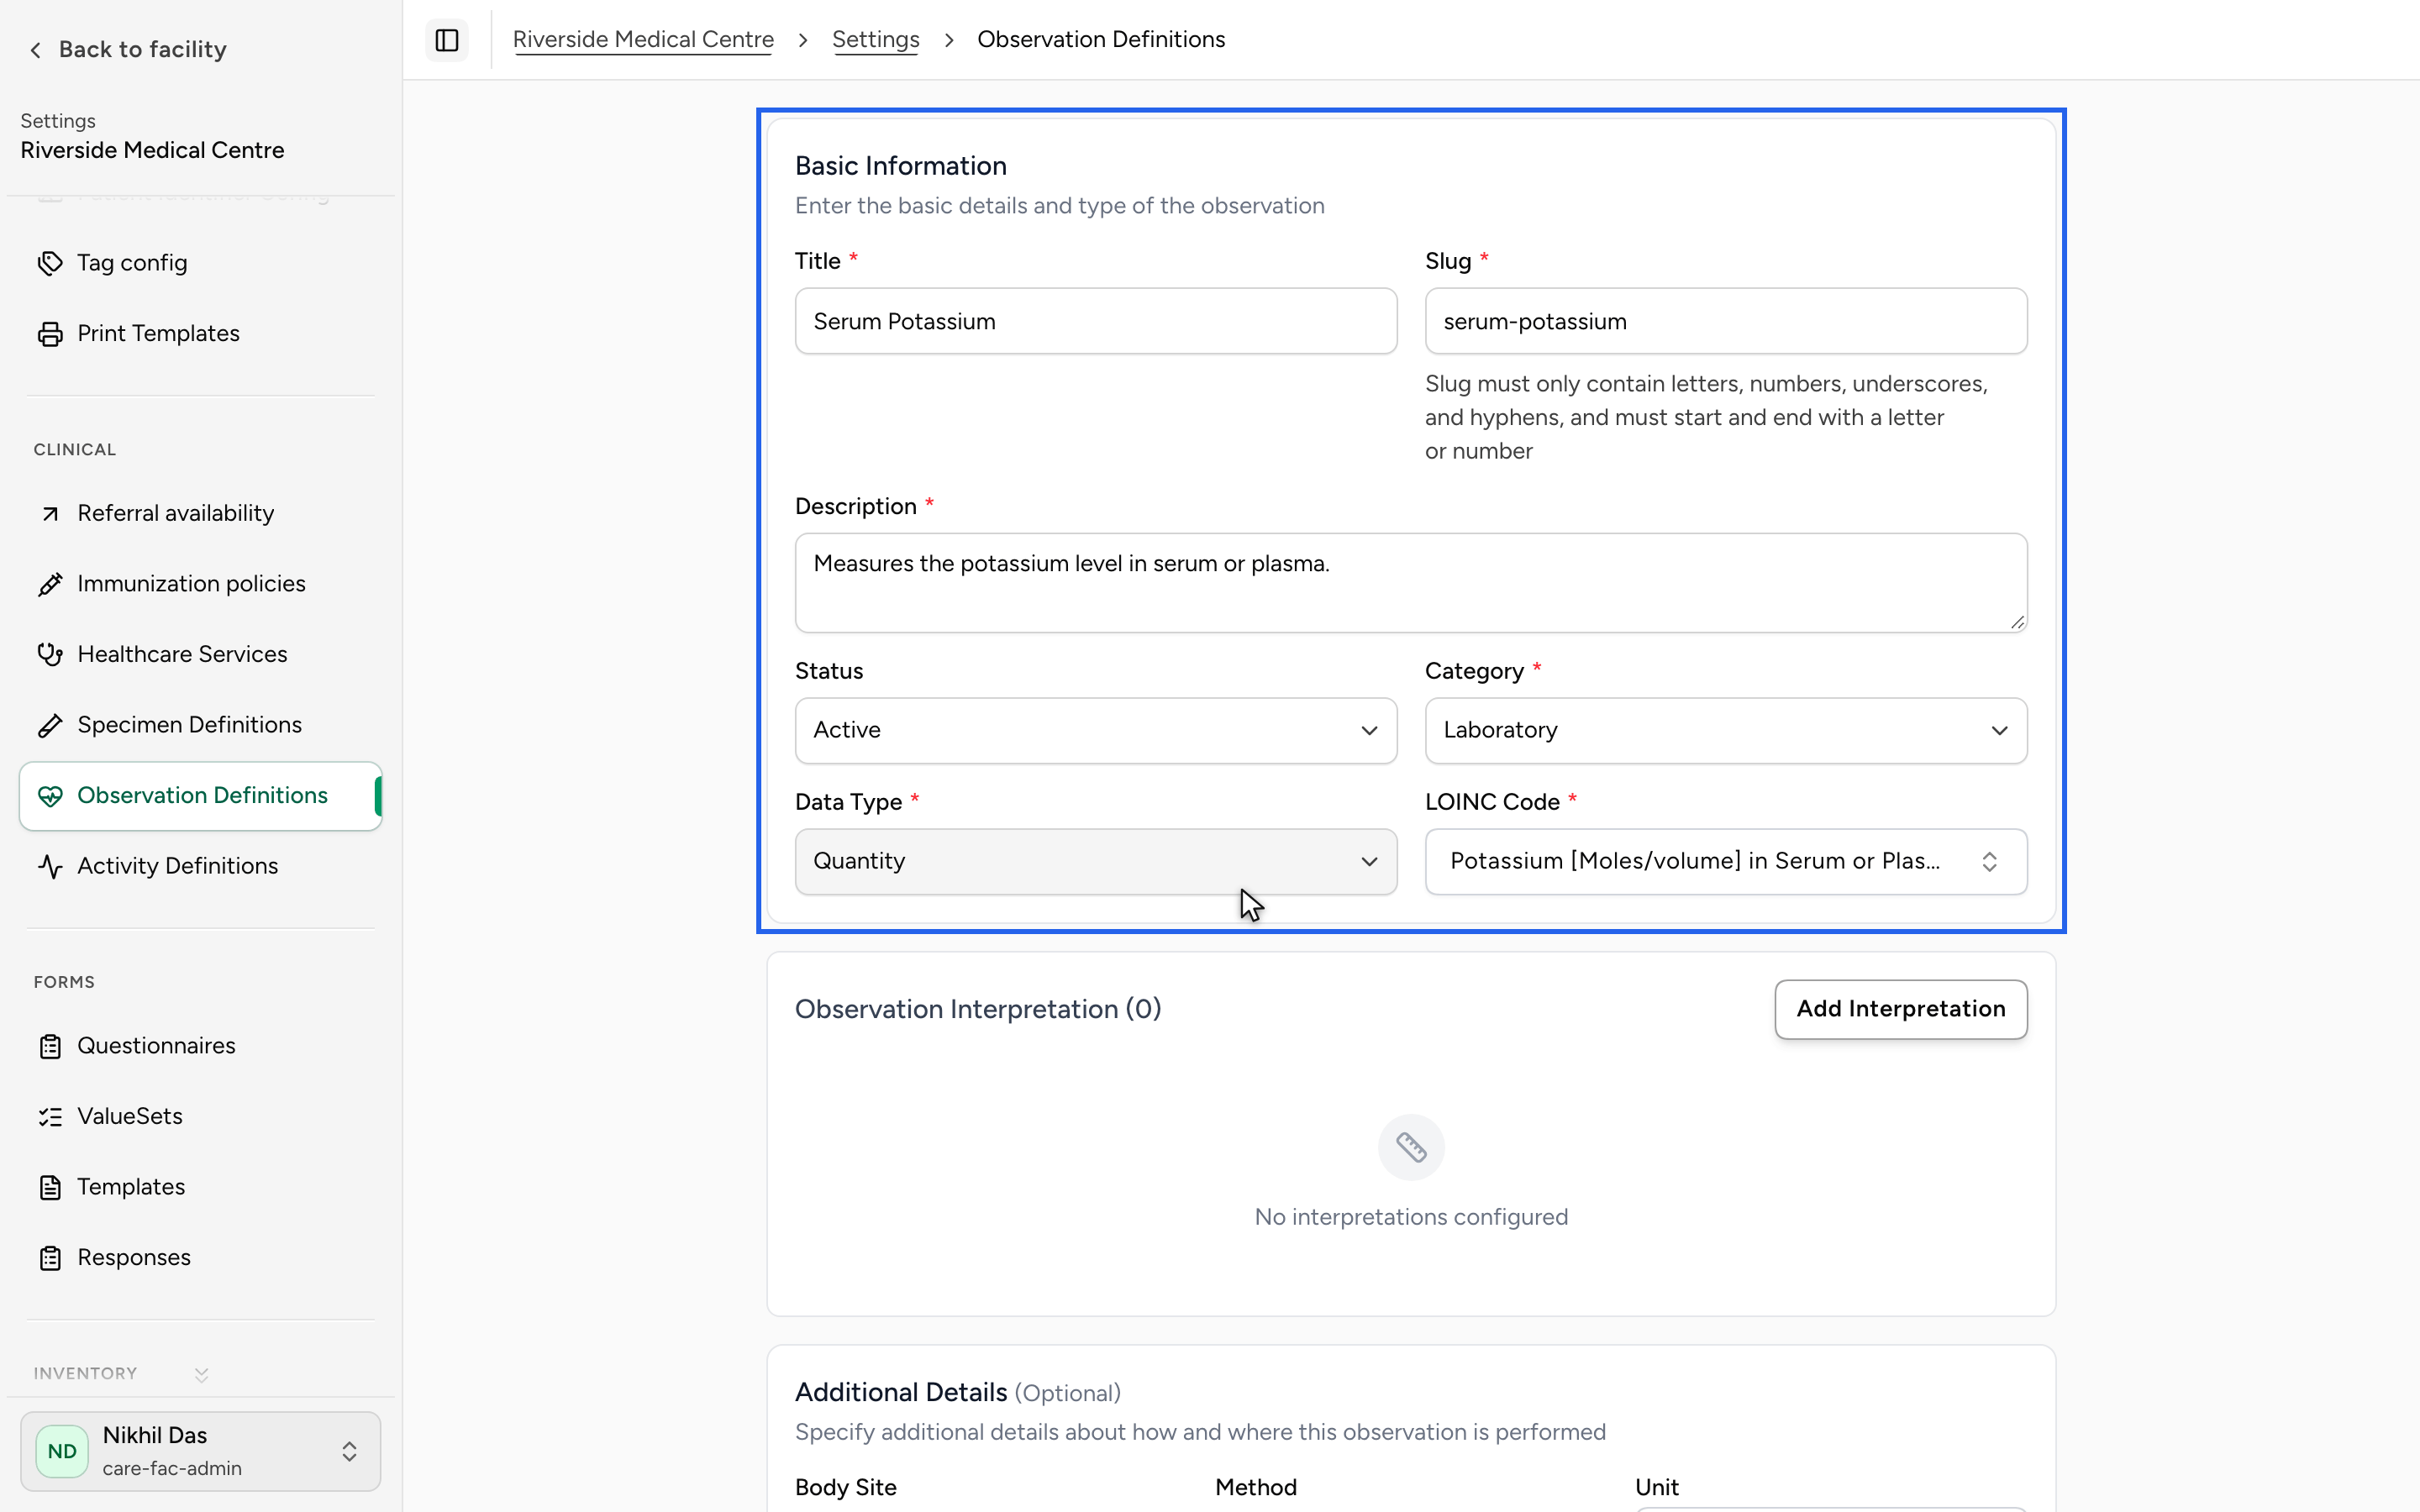 Back to facility
Settings
Riverside Medical Centre
Tag config
Print Templates
CLINICAL
Referral availability
Immunization policies
Healthcare Services
Specimen Definitions
Observation Definitions
Activity Definitions
FORMS
Questionnaires
ValueSets
Templates
Responses
INVENTORY
ND
Nikhil Das
care-fac-admin
Riverside Medical Centre > Settings > Observation Definitions
Basic Information
Enter the basic details and type of the observation
Title * Slug *
Serum Potassium serum-potassium
Slug must only contain letters, numbers, underscores,
and hyphens, and must start and end with a letter
or number
Description *
Measures the potassium level in serum or plasma.
Status Category *
Active Laboratory
Data Type * LOINC Code *
Quantity Potassium [Moles/volume] in Serum or Plas...
Observation Interpretation (0) Add Interpretation
No interpretations configured
Additional Details (Optional)
Specify additional details about how and where this observation is performed
Body Site Method Unit